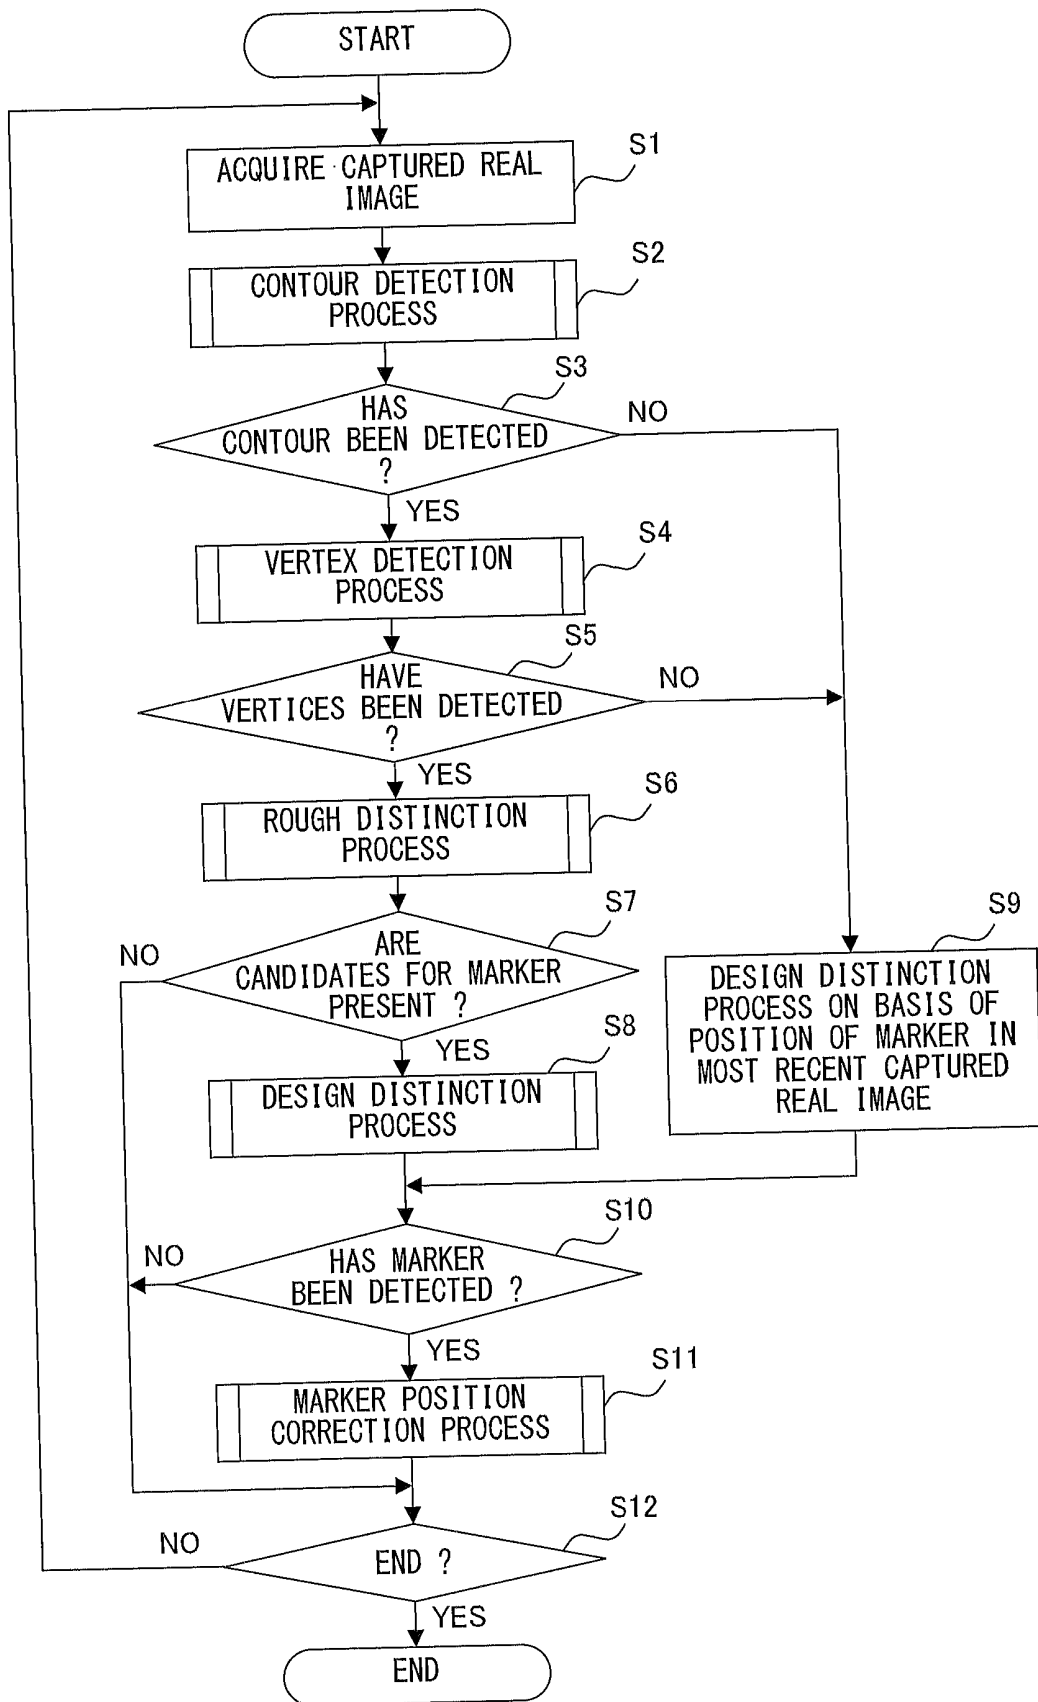 START
S1
ACQUIRE CAPTURED REAL
IMAGE
S2
CONTOUR DETECTION
PROCESS
S3
HAS
CONTOUR BEEN DETECTED
?
NO
YES
S4
VERTEX DETECTION
PROCESS
S5
HAVE
VERTICES BEEN DETECTED
?
NO
YES
S6
ROUGH DISTINCTION
PROCESS
S7
NO
ARE
CANDIDATES FOR MARKER
PRESENT ?
YES
S9
DESIGN DISTINCTION
PROCESS ON BASIS OF
POSITION OF MARKER IN
MOST RECENT CAPTURED
REAL IMAGE
S8
DESIGN DISTINCTION
PROCESS
S10
NO
HAS MARKER
BEEN DETECTED ?
YES
S11
MARKER POSITION
CORRECTION PROCESS
S12
NO
END ?
YES
END